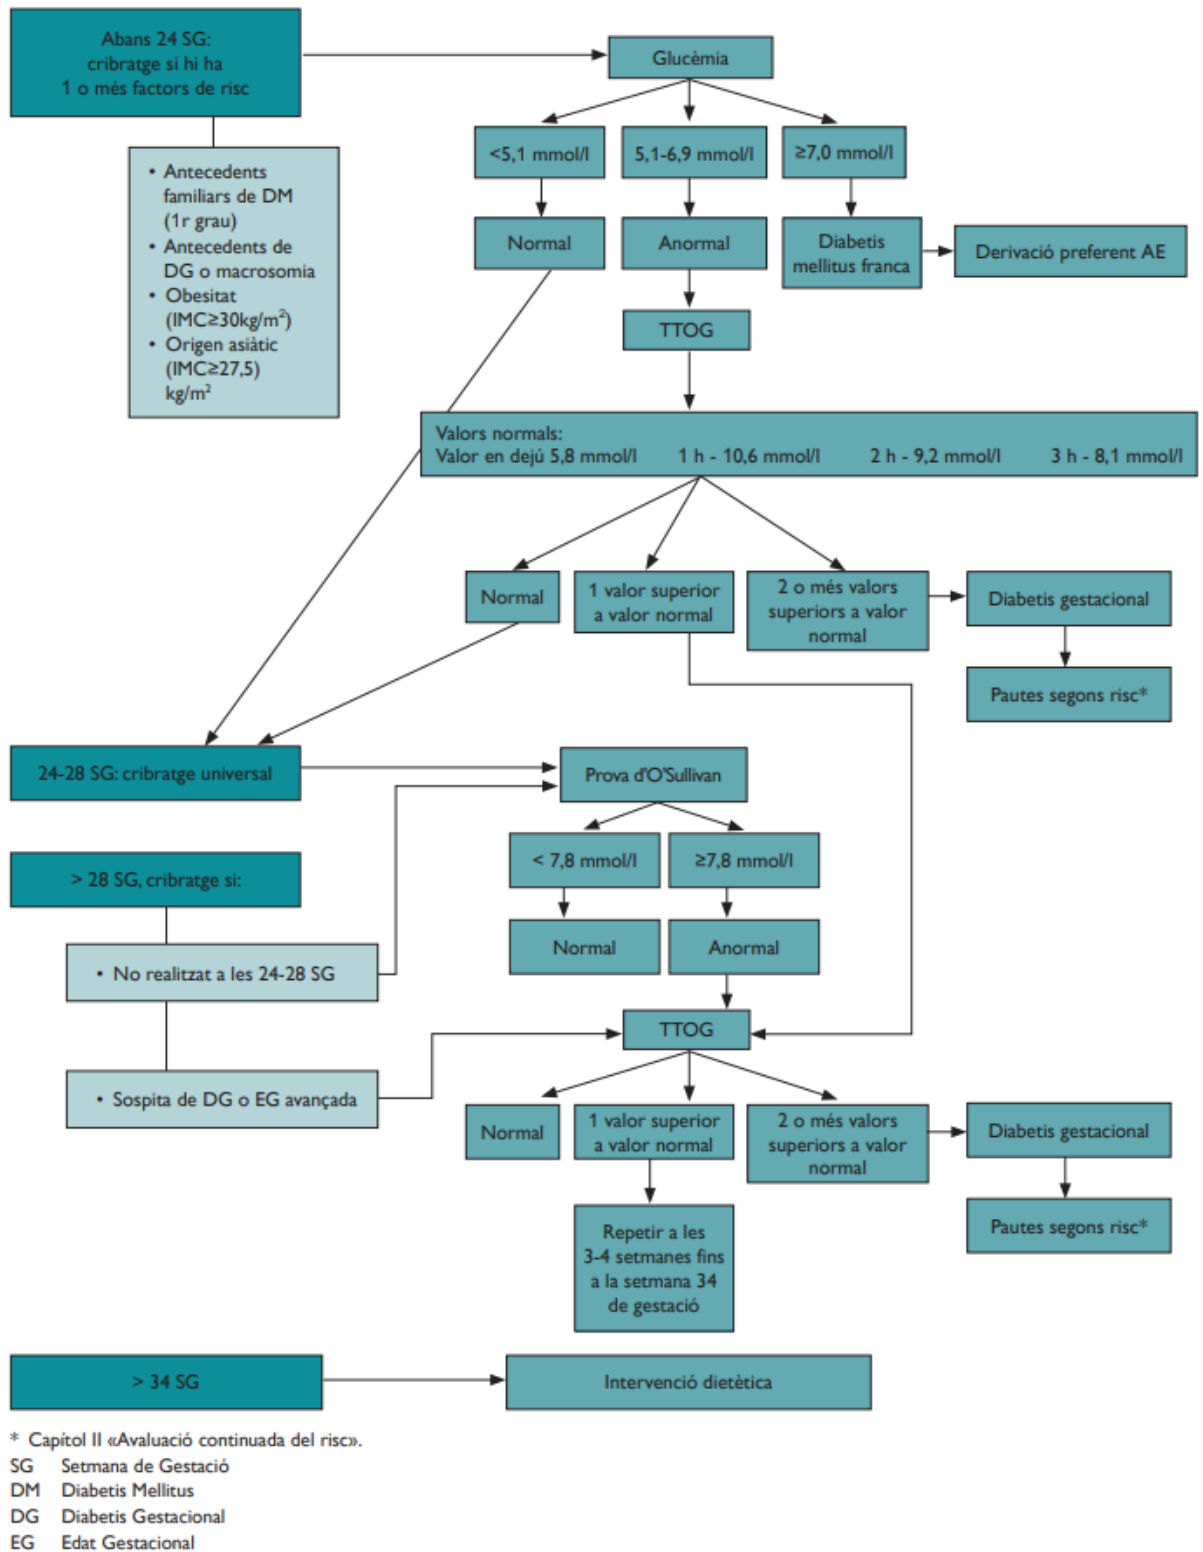 Abans 24 SG:
cribratge si hi ha
1 o més factors de risc
Glucèmia
<5,1 mmol/l
5,1-6,9 mmol/l
≥7,0 mmol/l
• Antecedents
familiars de DM
(1r grau)
• Antecedents de
DG o macrosomia
• Obesitat
(IMC≥30kg/m²)
• Origen asiàtic
(IMC≥27,5)
kg/m²
Normal
Anormal
Diabetis
mellitus franca
Derivació preferent AE
TTOG
Valors normals:
Valor en dejú 5,8 mmol/l 1 h - 10,6 mmol/l 2 h - 9,2 mmol/l 3 h - 8,1 mmol/l
Normal
1 valor superior
a valor normal
2 o més valors
superiors a valor
normal
Diabetis gestacional
Pautes segons risc*
24-28 SG: cribratge universal
Prova d'O'Sullivan
< 7,8 mmol/l
≥7,8 mmol/l
> 28 SG, cribratge si:
Normal
Anormal
• No realitzat a les 24-28 SG
TTOG
• Sospita de DG o EG avançada
Normal
1 valor superior
a valor normal
2 o més valors
superiors a valor
normal
Diabetis gestacional
Pautes segons risc*
Repetir a les
3-4 setmanes fins
a la setmana 34
de gestació
> 34 SG
Intervenció dietètica
* Capítol II «Avaluació continuada del risc».
SG Setmana de Gestació
DM Diabetis Mellitus
DG Diabetis Gestacional
EG Edat Gestacional